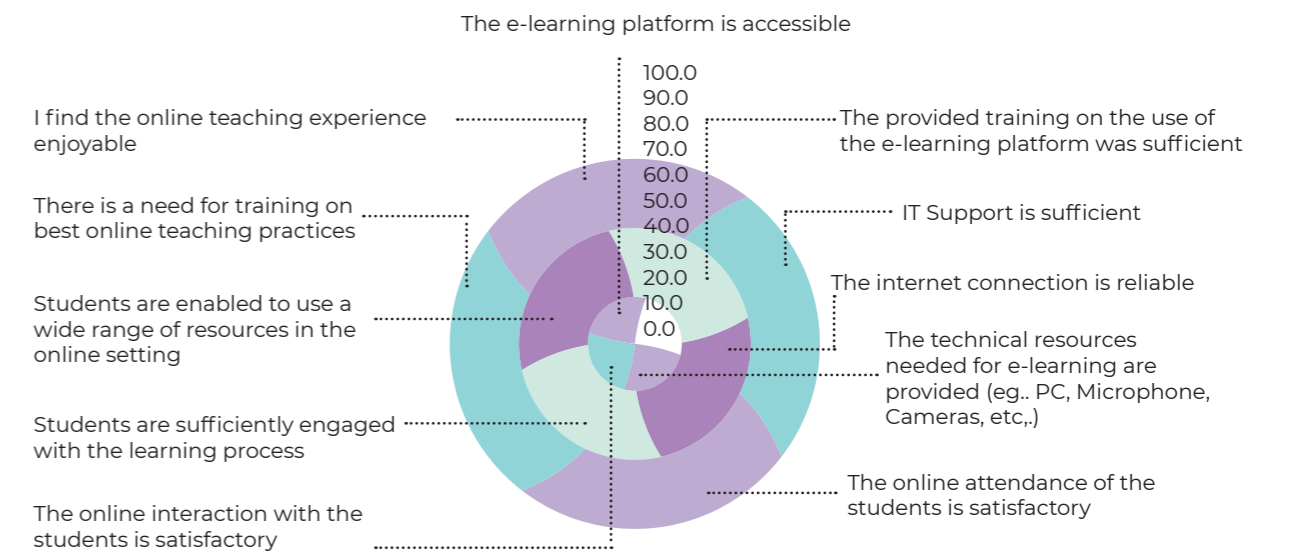 The e-learning platform is accessible
100.0
90.0
80.0
70.0
60.0
50.0
40.0
30.0
20.0
10.0
0.0
I find the online teaching experience
enjoyable
There is a need for training on
best online teaching practices
Students are enabled to use a
wide range of resources in the
online setting
Students are sufficiently engaged
with the learning process
The online interaction with the
students is satisfactory
The provided training on the use of
the e-learning platform was sufficient
IT Support is sufficient
The internet connection is reliable
The technical resources
needed for e-learning are
provided (eg.. PC, Microphone,
Cameras, etc,.)
The online attendance of the
students is satisfactory